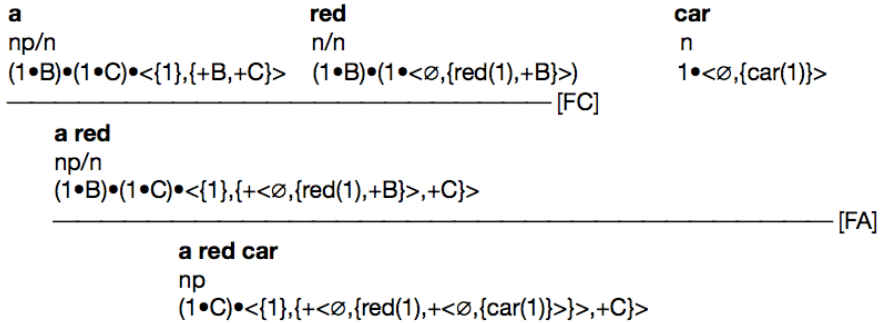 a red car
np/n n/n n
(1•B)•(1•C)•<{1},{+B,+C}> (1•B)•(1•<∅,{red(1),+B}>) 1•<∅,{car(1)}>
[FC]
a red
np/n
(1•B)•(1•C)•<{1},{+<∅,{red(1),+B}>,+C}>
[FA]
a red car
np
(1•C)•<{1},{+<∅,{red(1),+<∅,{car(1)}>}>,+C}>